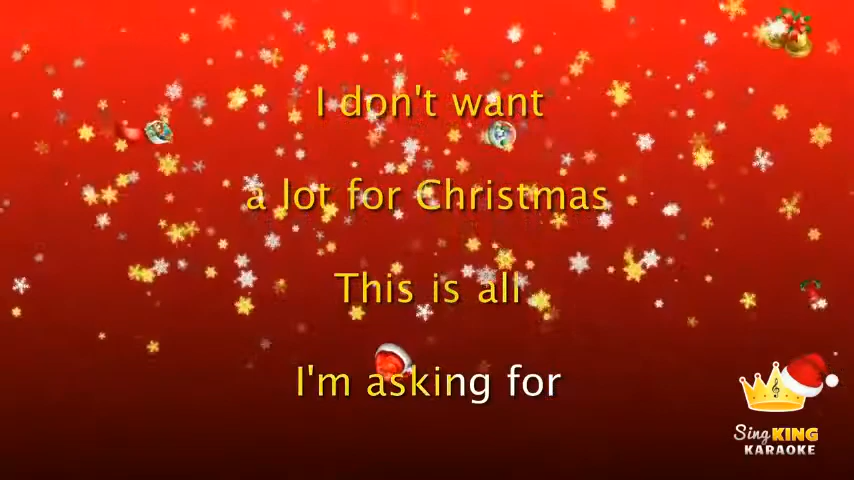 I don't want
a lot for Christmas
This is all
I'm asking for
Sing KING
KARAOKE